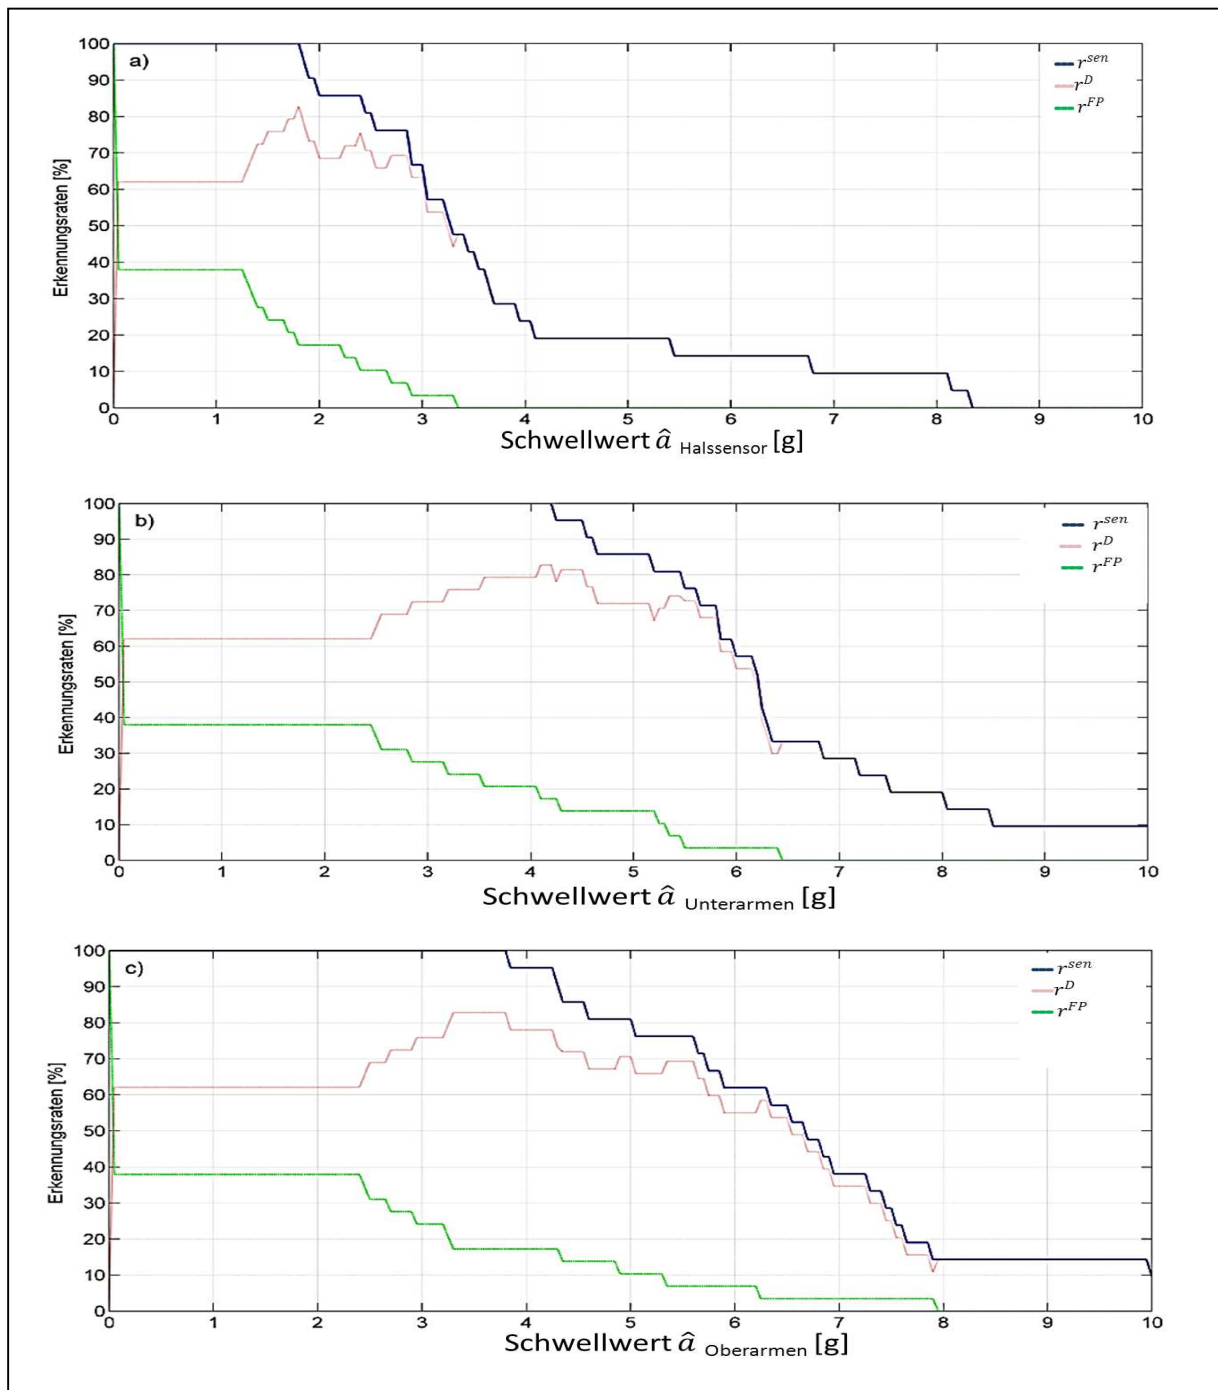 a)
r^sen
r^D
r^FP
Erkennungsraten [%]
100
90
80
70
60
50
40
30
20
10
0
0 1 2 3 4 5 6 7 8 9 10
Schwellwert â Halssensor [g]
b)
r^sen
r^D
r^FP
Erkennungsraten [%]
100
90
80
70
60
50
40
30
20
10
0
0 1 2 3 4 5 6 7 8 9 10
Schwellwert â Unterarmen [g]
c)
r^sen
r^D
r^FP
Erkennungsraten [%]
100
90
80
70
60
50
40
30
20
10
0
0 1 2 3 4 5 6 7 8 9 10
Schwellwert â Oberarmen [g]